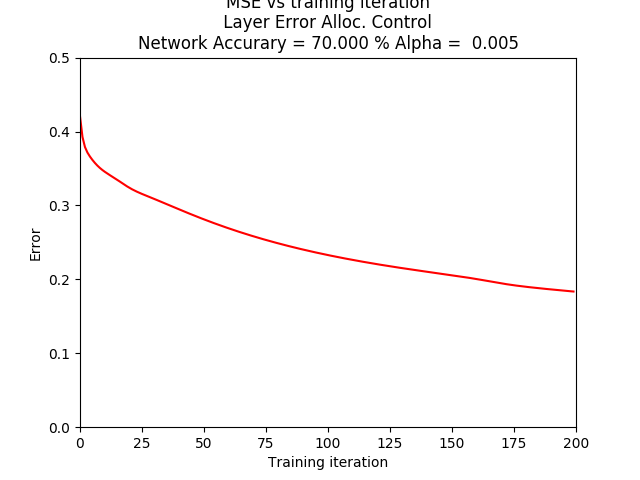 MSE vs training iteration
Layer Error Alloc. Control
Network Accurary = 70.000 % Alpha =  0.005
0.5
0.4
0.3
0.2
0.1
0.0
Error
0 25 50 75 100 125 150 175 200
Training iteration